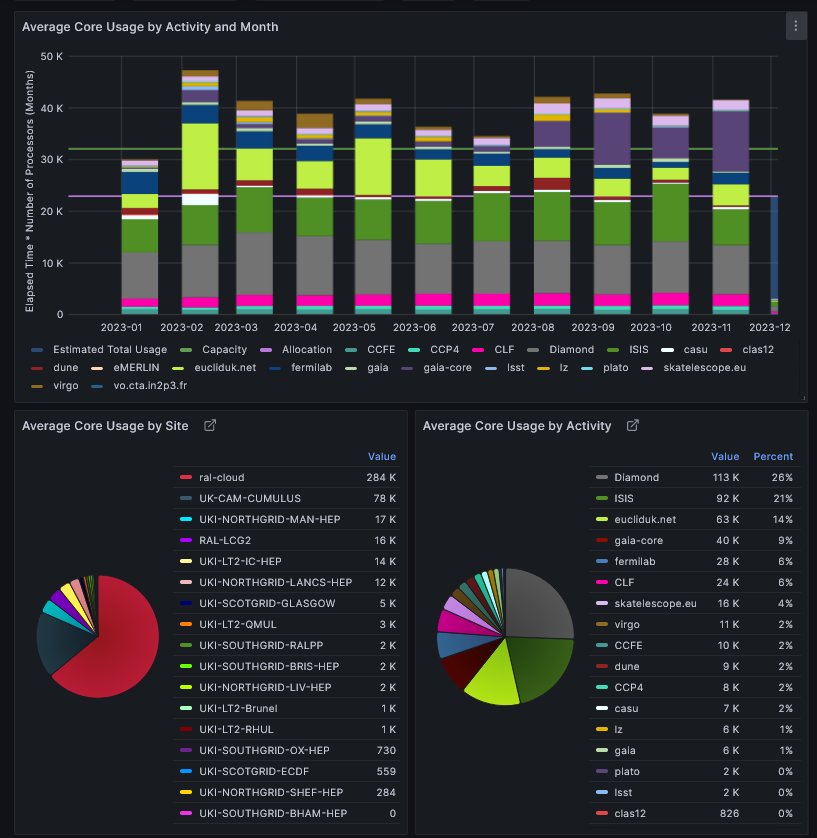 Average Core Usage by Activity and Month
Elapsed Time * Number of Processors (Months)
50 K
40 K
30 K
20 K
10 K
0
2023-01 2023-02 2023-03 2023-04 2023-05 2023-06 2023-07 2023-08 2023-09 2023-10 2023-11 2023-12
Estimated Total Usage Capacity Allocation CCFE CCP4 CLF Diamond ISIS casu clas12
dune eMERLIN eucliduk.net fermilab gaia gaia-core lsst lz plato skatelescope.eu
virgo vo.cta.in2p3.fr
Average Core Usage by Site
Value
ral-cloud 284 K
UK-CAM-CUMULUS 78 K
UKI-NORTHGRID-MAN-HEP 17 K
RAL-LCG2 16 K
UKI-LT2-IC-HEP 14 K
UKI-NORTHGRID-LANCS-HEP 12 K
UKI-SCOTGRID-GLASGOW 5 K
UKI-LT2-QMUL 3 K
UKI-SOUTHGRID-RALPP 2 K
UKI-SOUTHGRID-BRIS-HEP 2 K
UKI-NORTHGRID-LIV-HEP 2 K
UKI-LT2-Brunel 1 K
UKI-LT2-RHUL 1 K
UKI-SOUTHGRID-OX-HEP 730
UKI-SCOTGRID-ECDF 559
UKI-NORTHGRID-SHEF-HEP 284
UKI-SOUTHGRID-BHAM-HEP 0
Average Core Usage by Activity
Value Percent
Diamond 113 K 26%
ISIS 92 K 21%
eucliduk.net 63 K 14%
gaia-core 40 K 9%
fermilab 28 K 6%
CLF 24 K 6%
skatelescope.eu 16 K 4%
virgo 11 K 2%
CCFE 10 K 2%
dune 9 K 2%
CCP4 8 K 2%
casu 7 K 2%
lz 6 K 1%
gaia 6 K 1%
plato 2 K 0%
lsst 2 K 0%
clas12 826 0%